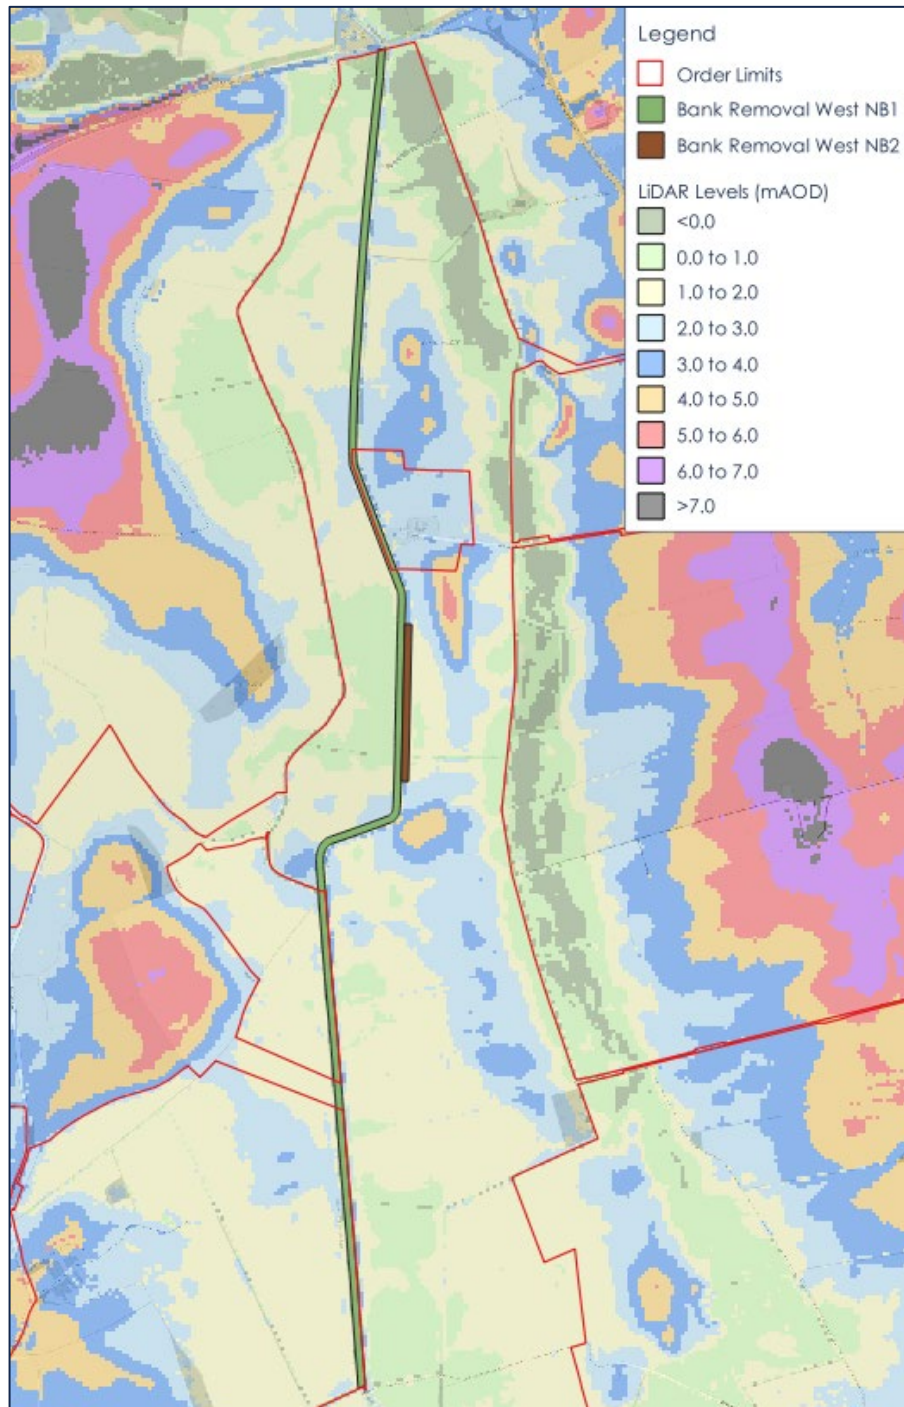 Legend
Order Limits
Bank Removal West NB1
Bank Removal West NB2
LiDAR Levels (mAOD)
<0.0
0.0 to 1.0
1.0 to 2.0
2.0 to 3.0
3.0 to 4.0
4.0 to 5.0
5.0 to 6.0
6.0 to 7.0
>7.0